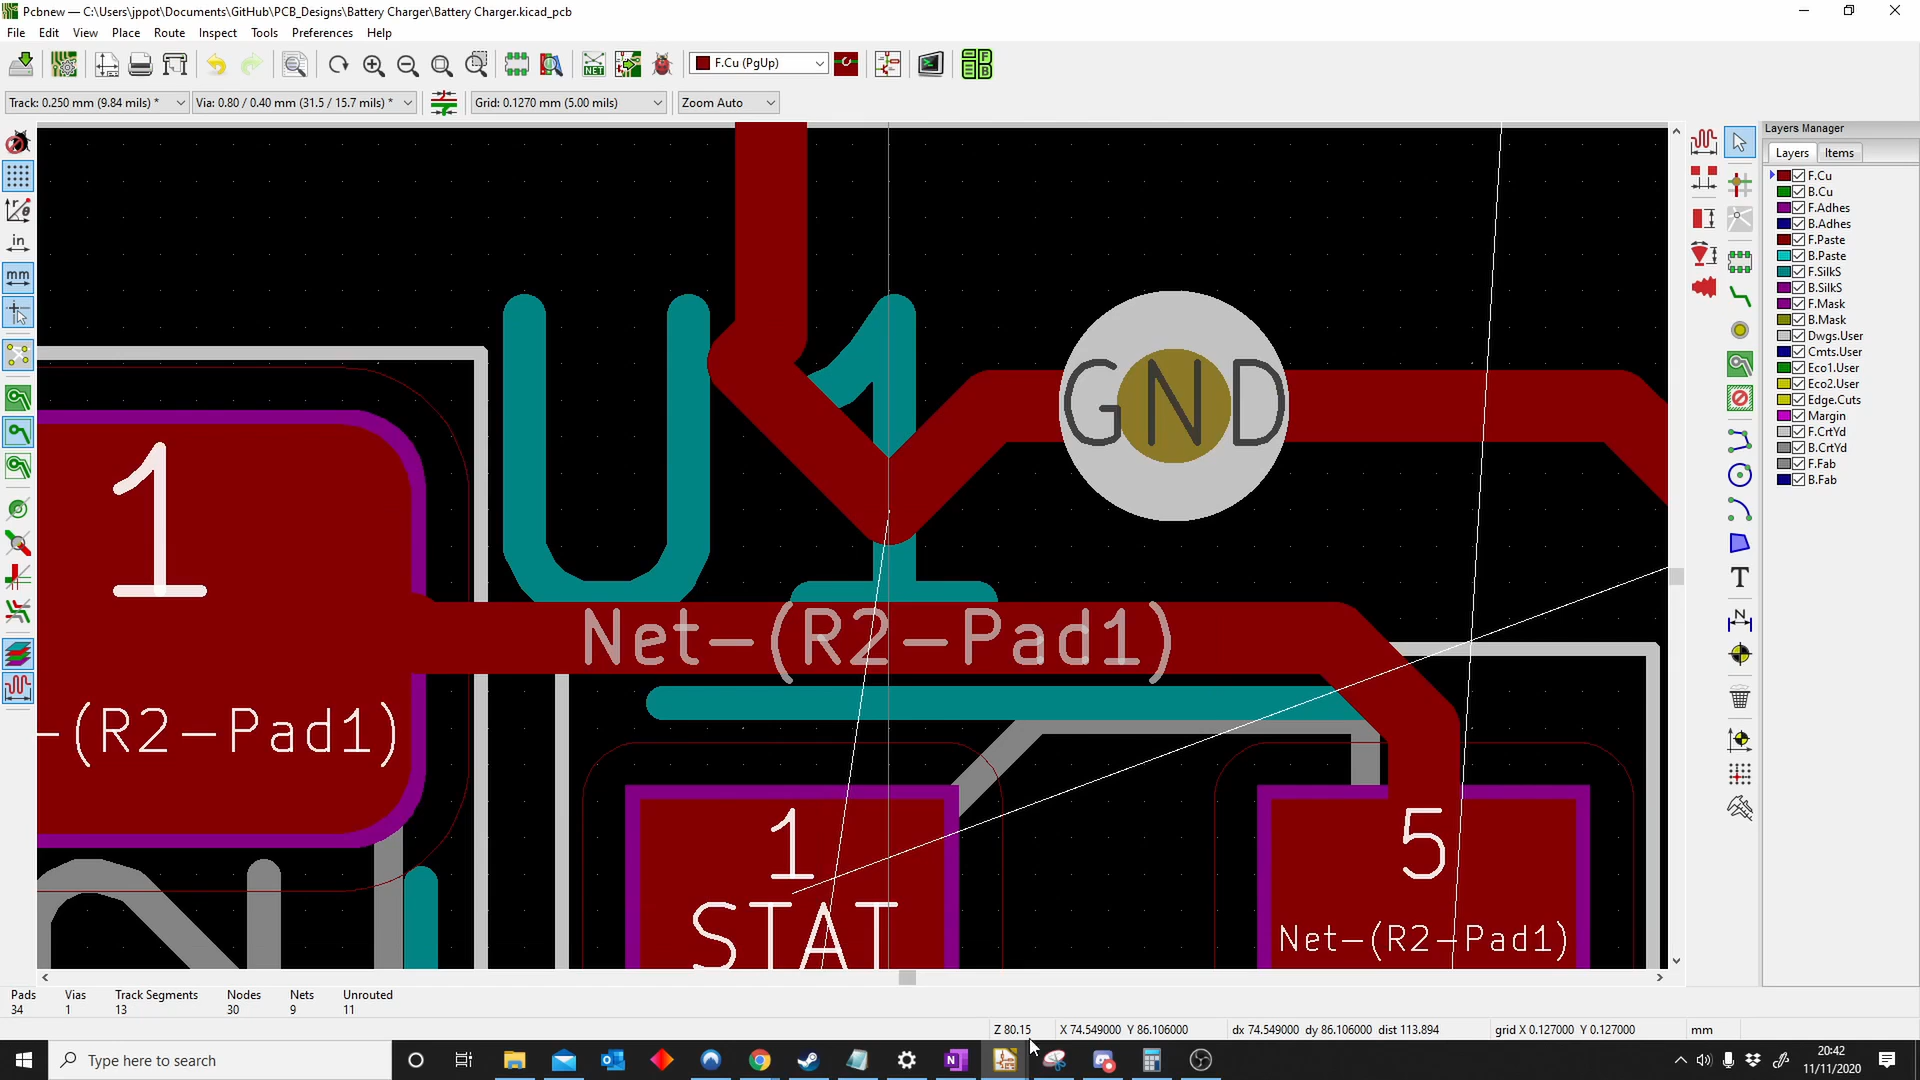 Pcbnew — C:\Users\jppot\Documents\GitHub\PCB_Designs\Battery Charger\Battery Charger.kicad_pcb
File Edit View Place Route Inspect Tools Preferences Help
NET
F.Cu (PgUp)
Track: 0.250 mm (9.84 mils) *
Via: 0.80 / 0.40 mm (31.5 / 15.7 mils) *
Grid: 0.1270 mm (5.00 mils)
Zoom Auto
in
mm
Layers Manager
Layers Items
F.Cu
B.Cu
F.Adhes
B.Adhes
F.Paste
B.Paste
F.SilkS
B.SilkS
F.Mask
B.Mask
Dwgs.User
Cmts.User
Eco1.User
Eco2.User
Edge.Cuts
Margin
F.CrtYd
B.CrtYd
F.Fab
B.Fab
U1
GND
1
Net-(R2-Pad1)
-(R2-Pad1)
1
STAT
5
Net-(R2-Pad1)
Pads Vias Track Segments Nodes Nets Unrouted
34 1 13 30 9 11
Z 80.15 X 74.549000 Y 86.106000 dx 74.549000 dy 86.106000 dist 113.894 grid X 0.127000 Y 0.127000 mm
Type here to search
20:42
11/11/2020